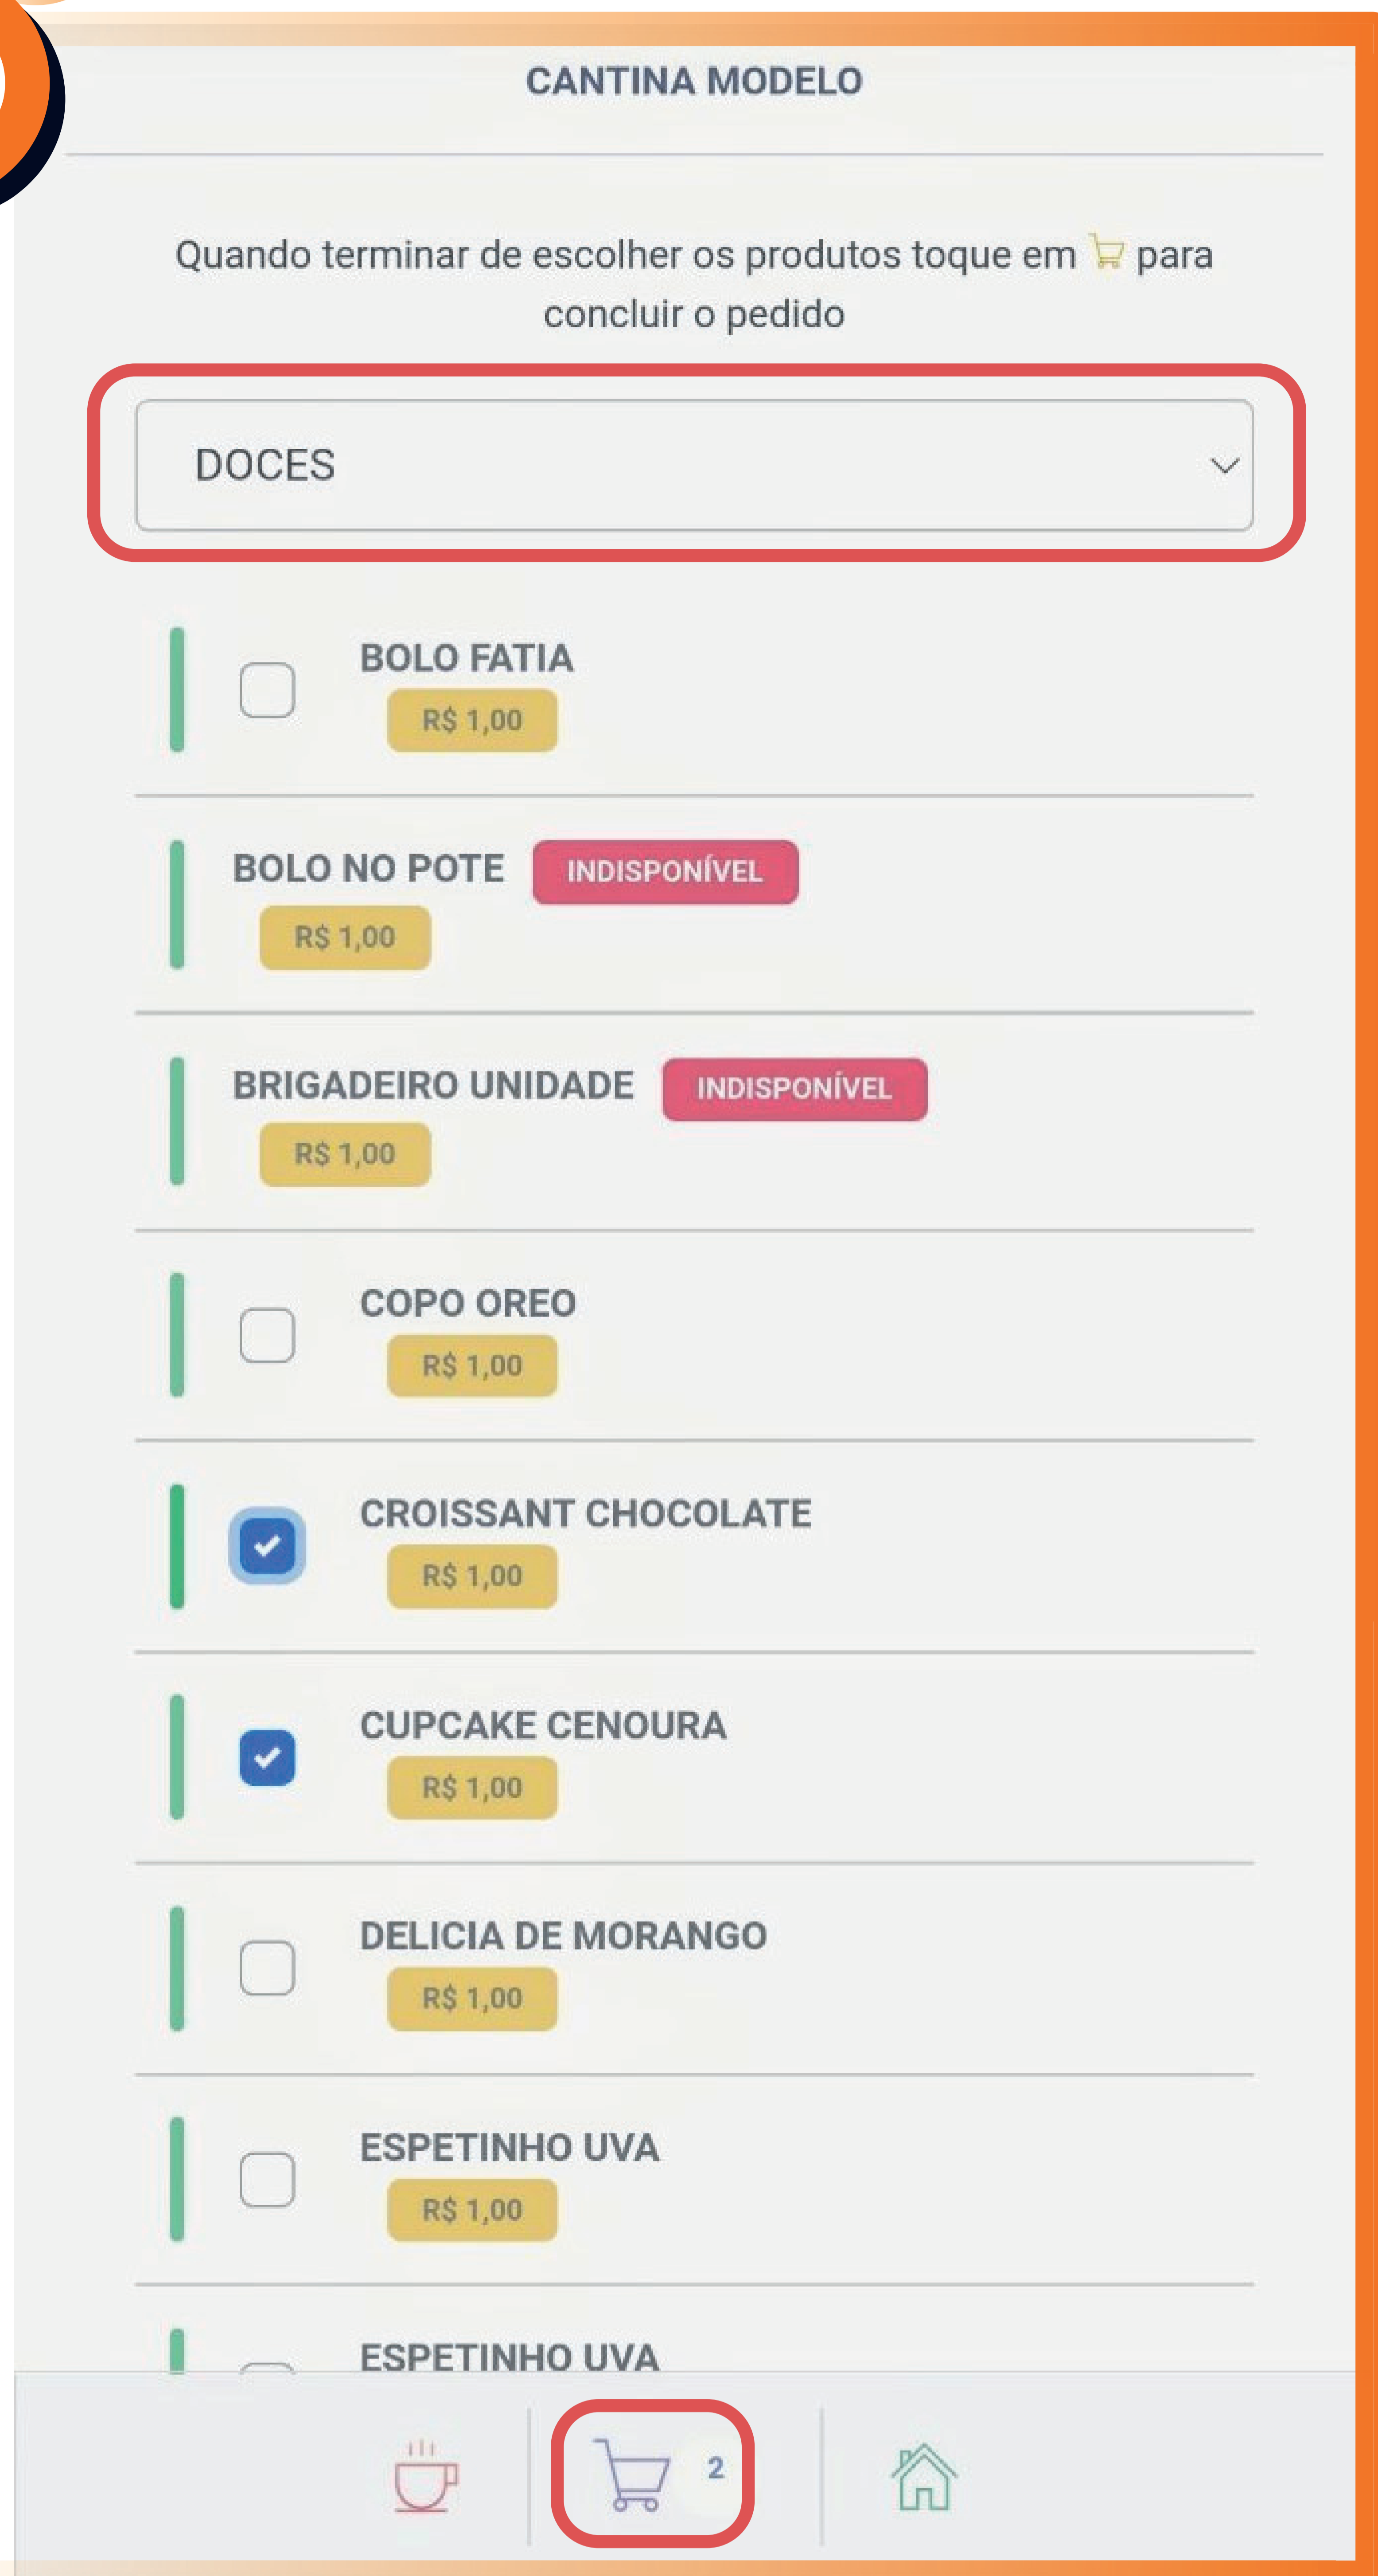 CANTINA MODELO
Quando terminar de escolher os produtos toque em para
concluir o pedido
DOCES
BOLO FATIA
R$ 1,00
BOLO NO POTE INDISPONÍVEL
R$ 1,00
BRIGADEIRO UNIDADE INDISPONÍVEL
R$ 1,00
COPO OREO
R$ 1,00
CROISSANT CHOCOLATE
R$ 1,00
CUPCAKE CENOURA
R$ 1,00
DELICIA DE MORANGO
R$ 1,00
ESPETINHO UVA
R$ 1,00
ESPETINHO UVA
2